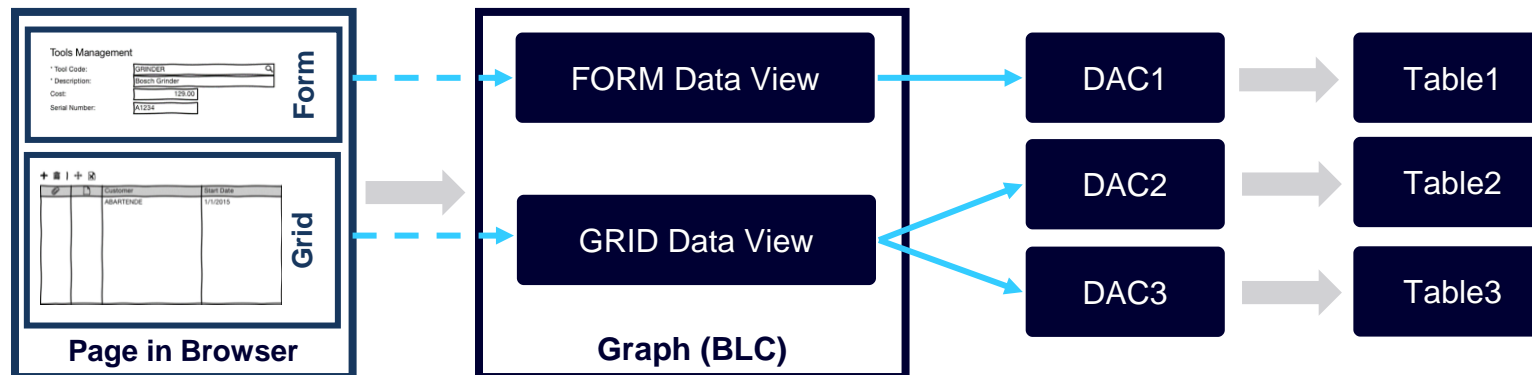 Tools Management
* Tool Code: GRINDER
* Description: Bosch Grinder
Cost: 129.00
Serial Number: A1234
Form
Customer Start Date
ABARTENDE 1/1/2015
Grid
Page in Browser
FORM Data View
GRID Data View
Graph (BLC)
DAC1
Table1
DAC2
Table2
DAC3
Table3